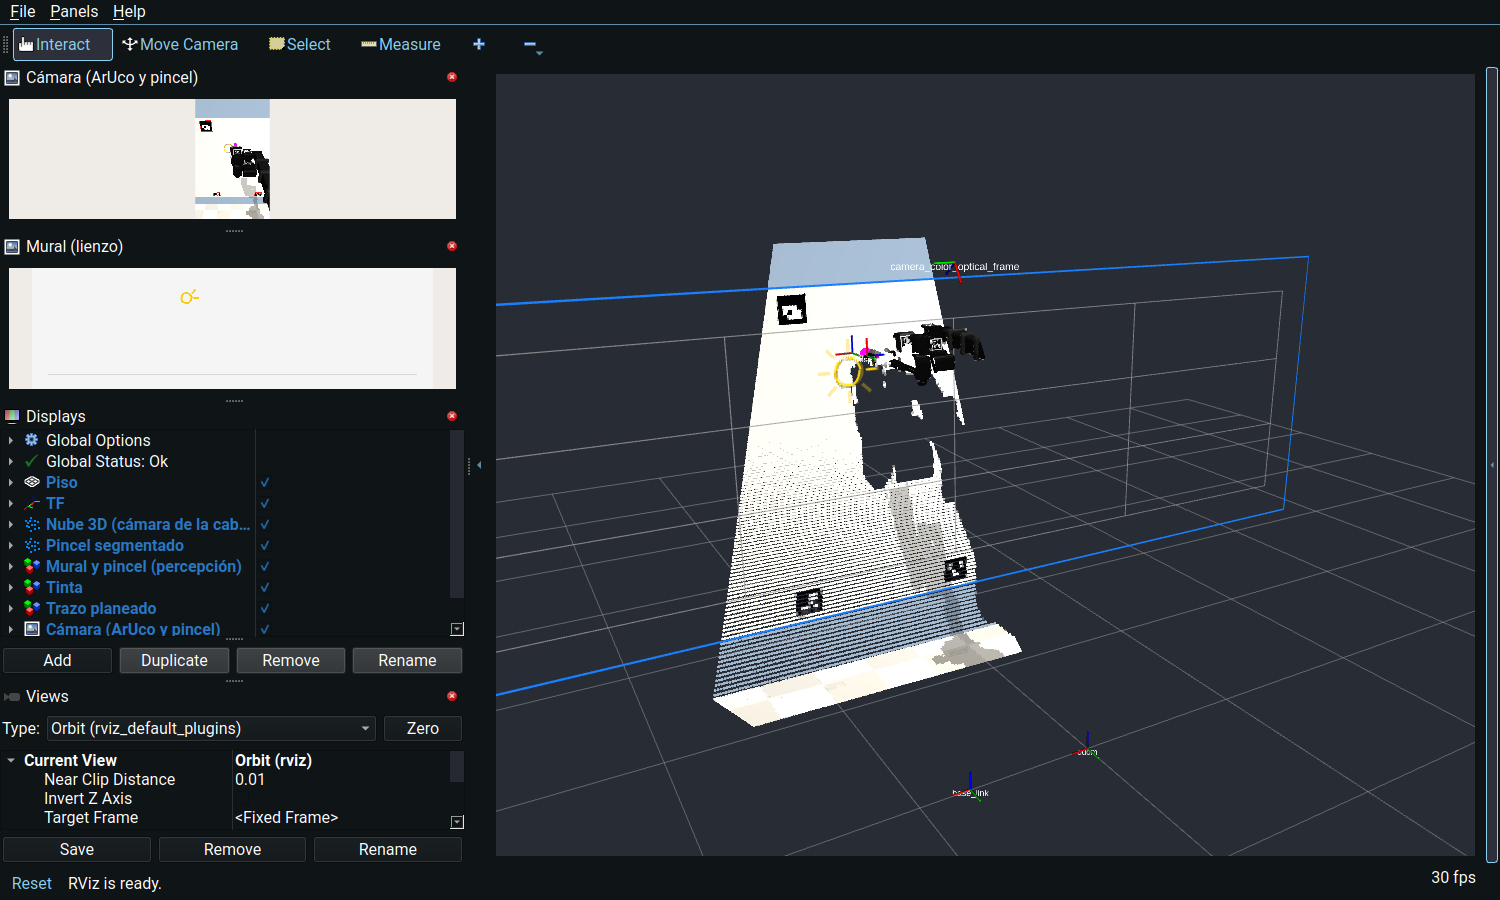 File Panels Help
Interact Move Camera Select Measure
Cámara (ArUco y pincel)
Mural (lienzo)
Displays
Global Options
Global Status: Ok
Piso
TF
Nube 3D (cámara de la cab...
Pincel segmentado
Mural y pincel (percepción)
Tinta
Trazo planeado
Cámara (ArUco y pincel)
Add Duplicate Remove Rename
Views
Type: Orbit (rviz_default_plugins) Zero
Current View Orbit (rviz)
Near Clip Distance 0.01
Invert Z Axis
Target Frame <Fixed Frame>
Save Remove Rename
Reset RViz is ready.
30 fps
camera_color_optical_frame
odom
base_link